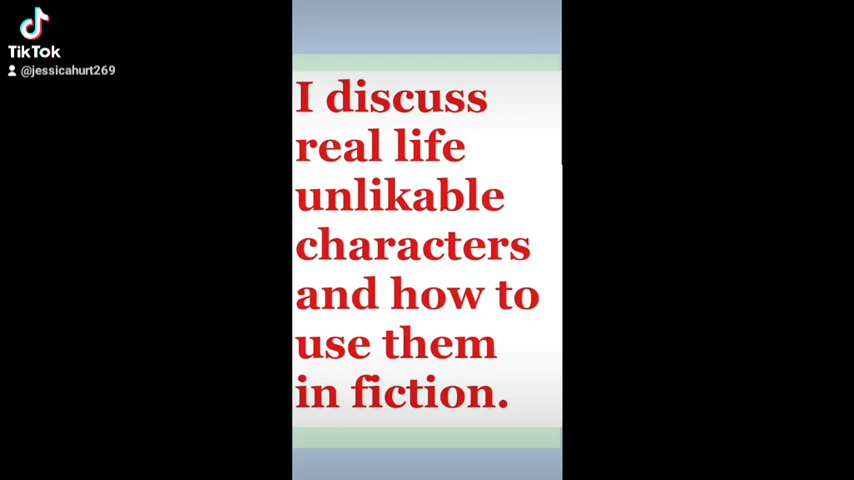 TikTok
@jessicahurt269
I discuss
real life
unlikable
characters
and how to
use them
in fiction.